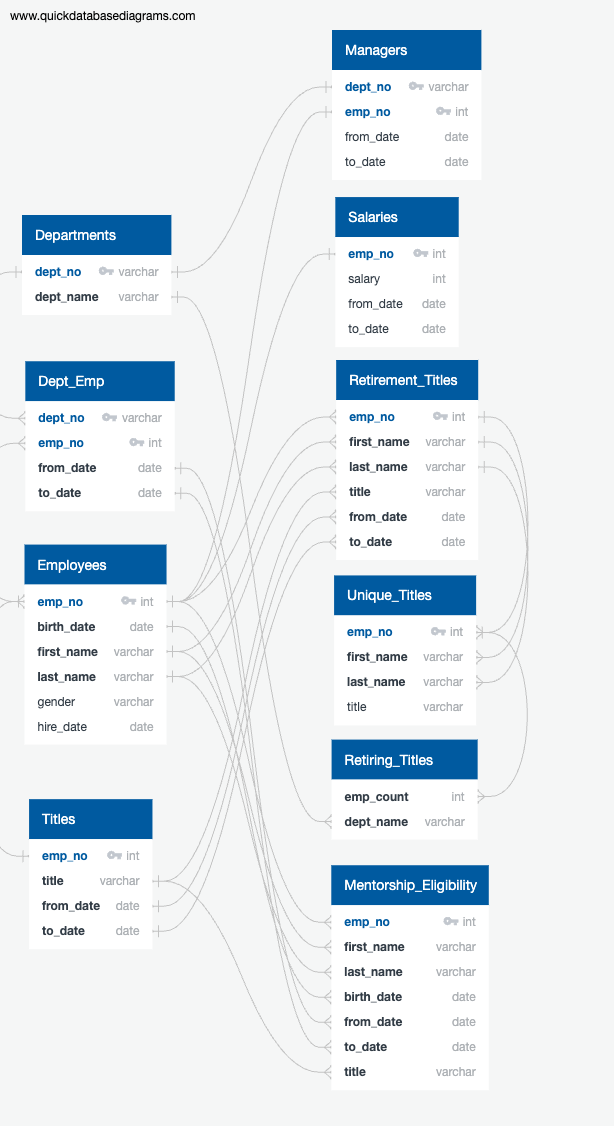 www.quickdatabasediagrams.com
Managers
dept_no varchar
emp_no int
from_date date
to_date date
Salaries
emp_no int
salary int
from_date date
to_date date
Departments
dept_no varchar
dept_name varchar
Dept_Emp
dept_no varchar
emp_no int
from_date date
to_date date
Retirement_Titles
emp_no int
first_name varchar
last_name varchar
title varchar
from_date date
to_date date
Employees
emp_no int
birth_date date
first_name varchar
last_name varchar
gender varchar
hire_date date
Unique_Titles
emp_no int
first_name varchar
last_name varchar
title varchar
Retiring_Titles
emp_count int
dept_name varchar
Titles
emp_no int
title varchar
from_date date
to_date date
Mentorship_Eligibility
emp_no int
first_name varchar
last_name varchar
birth_date date
from_date date
to_date date
title varchar